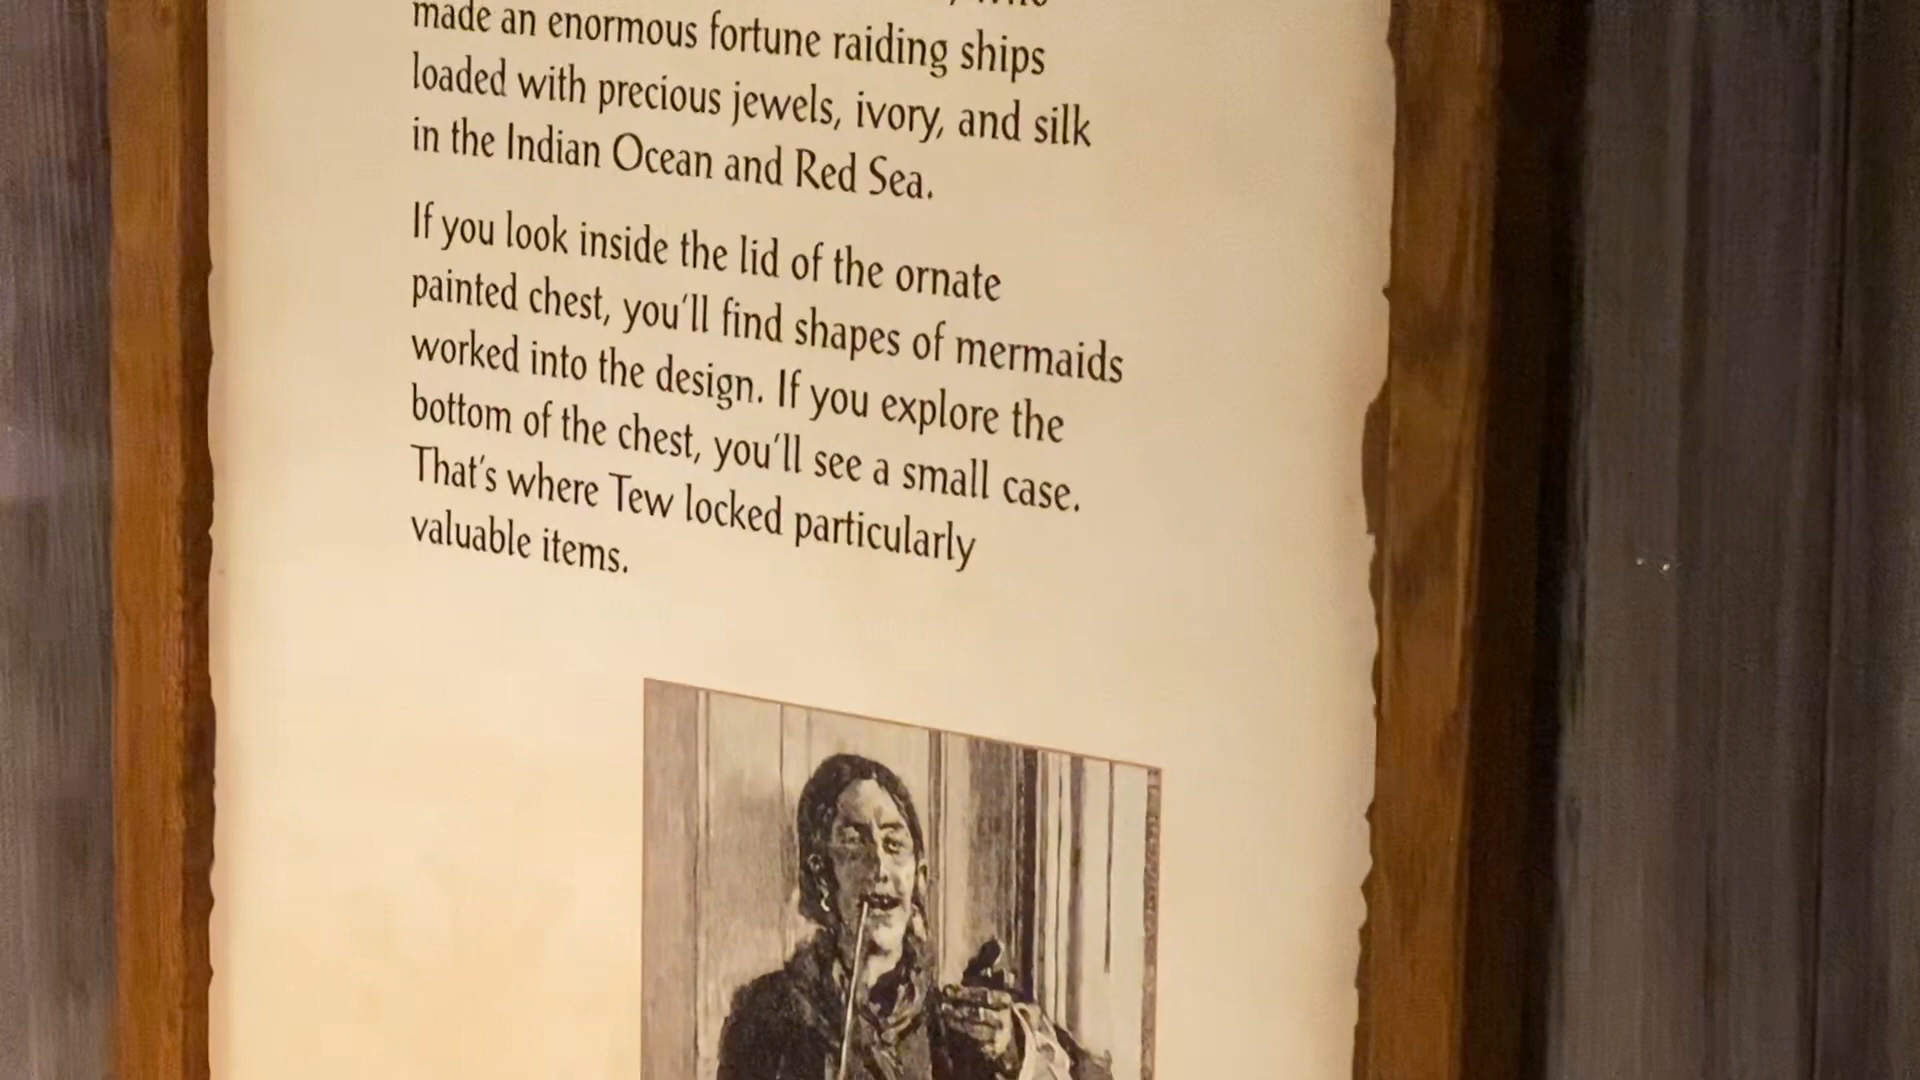 made an enormous fortune raiding ships
loaded with precious jewels, ivory, and silk
in the Indian Ocean and Red Sea.
If you look inside the lid of the ornate
painted chest, you'll find shapes of mermaids
worked into the design. If you explore the
bottom of the chest, you'll see a small case.
That's where Tew locked particularly
valuable items.